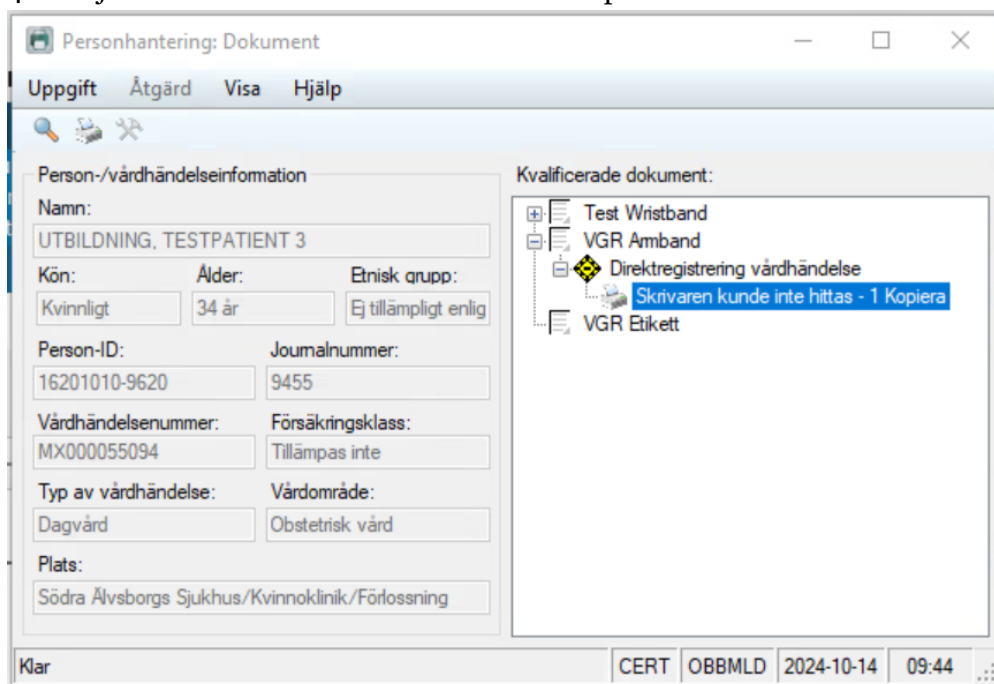 Personhantering: Dokument
Uppgift Åtgärd Visa Hjälp
Person-/vårdhändelseinformation
Namn:
UTBILDNING, TESTPATIENT 3
Kön: Ålder: Etnisk grupp:
Kvinnligt 34 år Ej tillämpligt enlig
Person-ID: Journalnummer:
16201010-9620 9455
Vårdhändelsenummer: Försäkringsklass:
MX000055094 Tillämpas inte
Typ av vårdhändelse: Vårdområde:
Dagvård Obstetrisk vård
Plats:
Södra Älvsborgs Sjukhus/Kvinnoklinik/Förlossning
Kvalificerade dokument:
Test Wristband
VGR Armband
Direktregistrering vårdhändelse
Skrivaren kunde inte hittas - 1 Kopiera
VGR Etikett
Klar CERT OBBMLD 2024-10-14 09:44